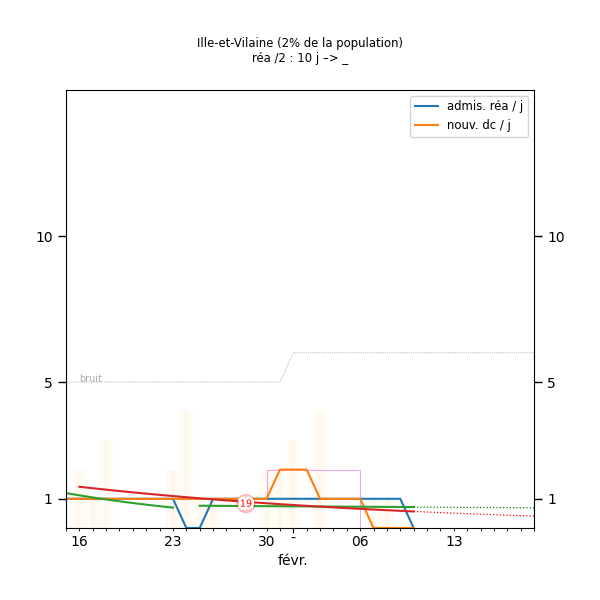 Ille-et-Vilaine (2% de la population)
réa /2 : 10 j –> _
admis. réa / j
nouv. dc / j
10
10
bruit
5
5
19
1
1
16
23
30
-
06
13
févr.